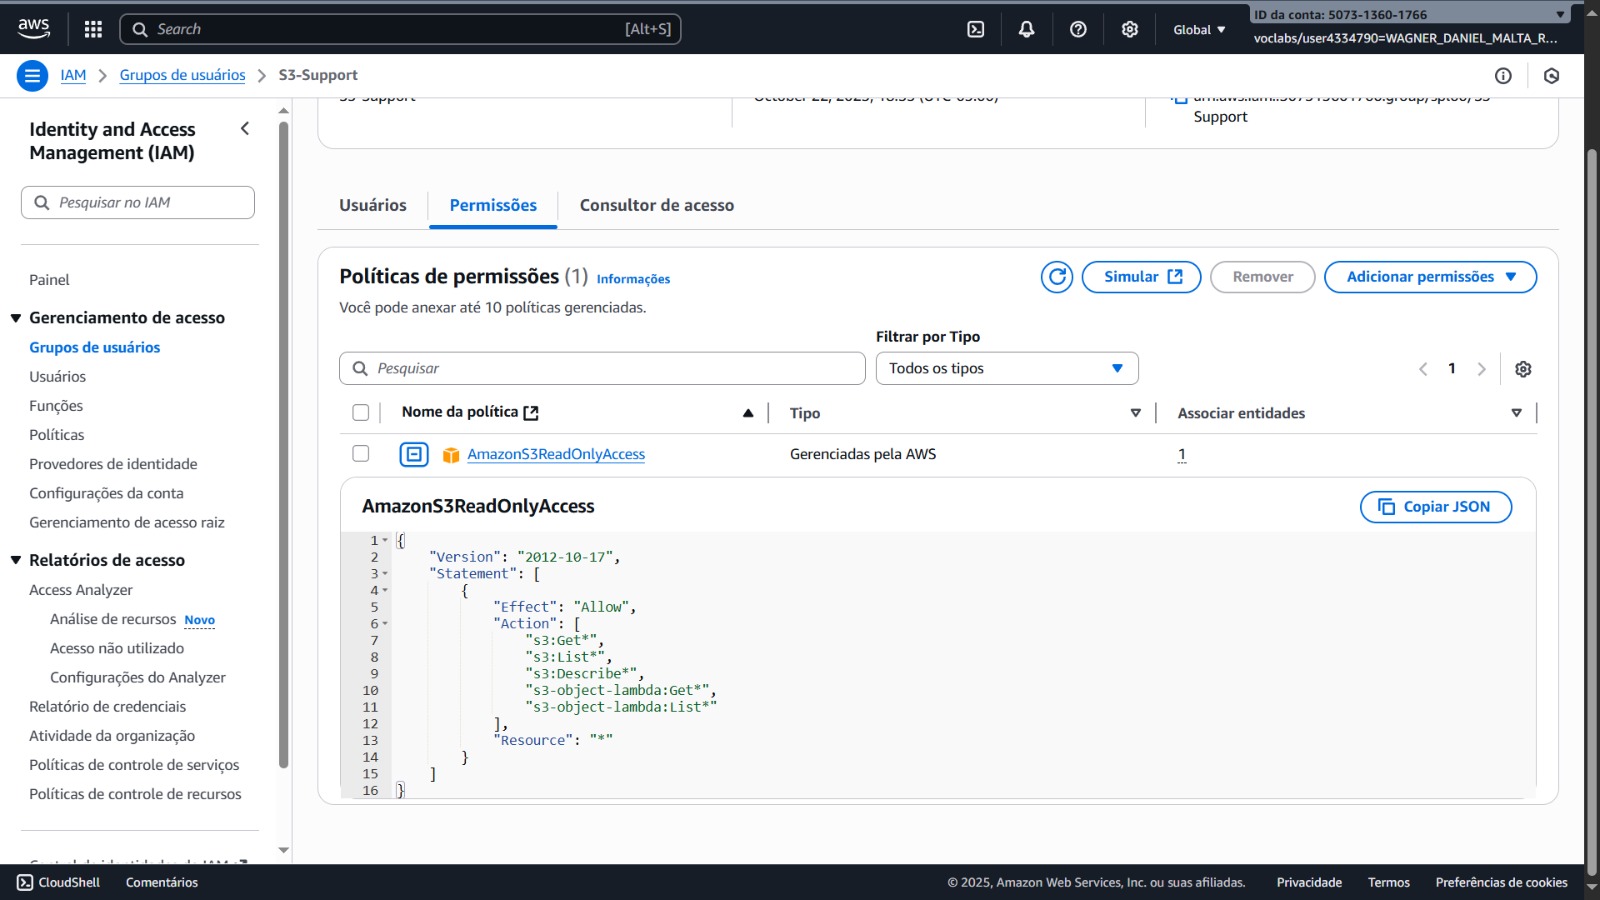 aws
Search
[Alt+S]
Global
ID da conta: 5073-1360-1766
voclabs/user4334790=WAGNER_DANIEL_MALTA_R...
IAM
Grupos de usuários
S3-Support
Identity and Access
Management (IAM)
Pesquisar no IAM
Painel
Gerenciamento de acesso
Grupos de usuários
Usuários
Funções
Políticas
Provedores de identidade
Configurações da conta
Gerenciamento de acesso raiz
Relatórios de acesso
Access Analyzer
Análise de recursos Novo
Acesso não utilizado
Configurações do Analyzer
Relatório de credenciais
Atividade da organização
Políticas de controle de serviços
Políticas de controle de recursos
S3-Support
Support
Usuários
Permissões
Consultor de acesso
Políticas de permissões (1) Informações
Você pode anexar até 10 políticas gerenciadas.
Simular
Remover
Adicionar permissões
Filtrar por Tipo
Pesquisar
Todos os tipos
1
Nome da política
Tipo
Associar entidades
AmazonS3ReadOnlyAccess
Gerenciadas pela AWS
1
AmazonS3ReadOnlyAccess
Copiar JSON
1 {
2 "Version": "2012-10-17",
3 "Statement": [
4 {
5 "Effect": "Allow",
6 "Action": [
7 "s3:Get*",
8 "s3:List*",
9 "s3:Describe*",
10 "s3-object-lambda:Get*",
11 "s3-object-lambda:List*"
12 ],
13 "Resource": "*"
14 }
15 ]
16 }
CloudShell
Comentários
© 2025, Amazon Web Services, Inc. ou suas afiliadas.
Privacidade
Termos
Preferências de cookies